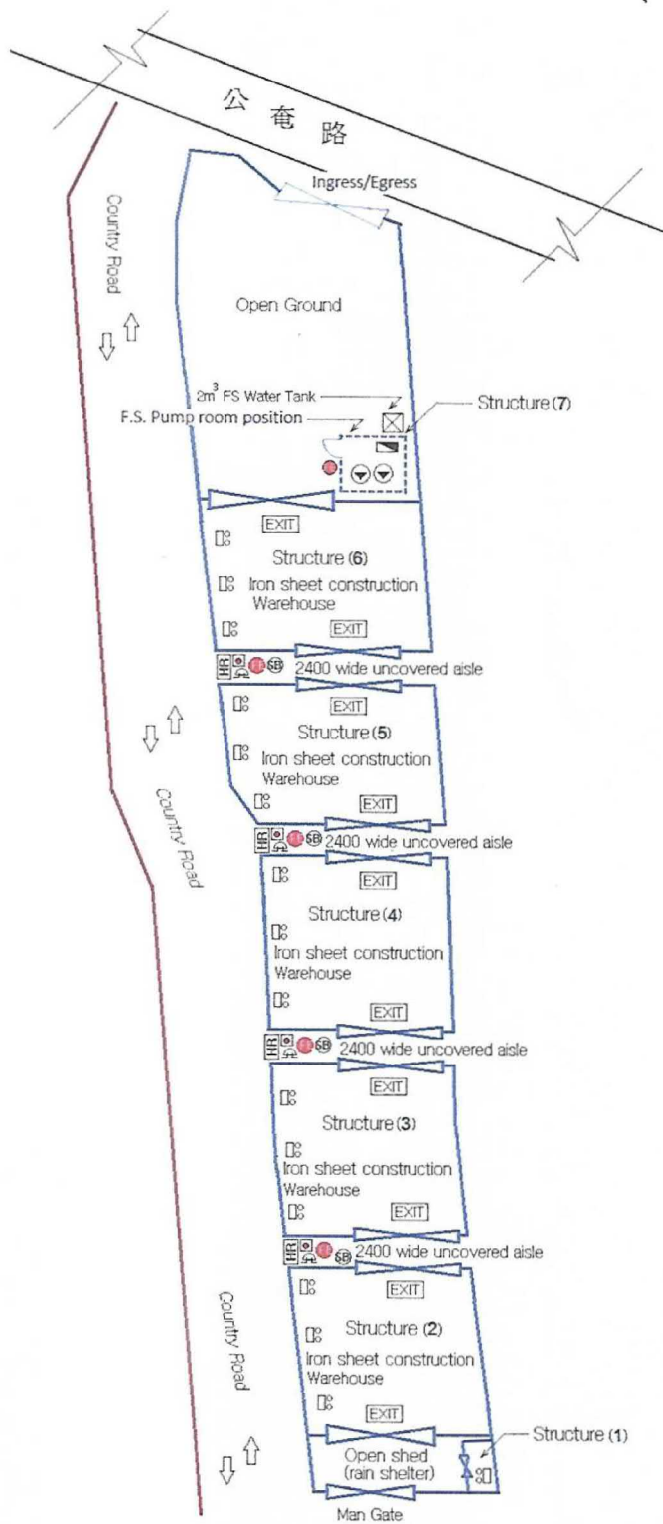 公奄路
Ingress/Egress
Country Road
Open Ground
2m³ FS Water Tank
F.S. Pump room position
Structure (7)
EXIT
Structure (6)
Iron sheet construction
Warehouse
EXIT
HR SB 2400 wide uncovered aisle
EXIT
Structure (5)
Iron sheet construction
Warehouse
EXIT
Country Road
HR SB 2400 wide uncovered aisle
EXIT
Structure (4)
Iron sheet construction
Warehouse
EXIT
HR SB 2400 wide uncovered aisle
EXIT
Structure (3)
Iron sheet construction
Warehouse
EXIT
HR SB 2400 wide uncovered aisle
EXIT
Structure (2)
Iron sheet construction
Warehouse
Country Road
EXIT
Structure (1)
Open shed
(rain shelter)
Man Gate